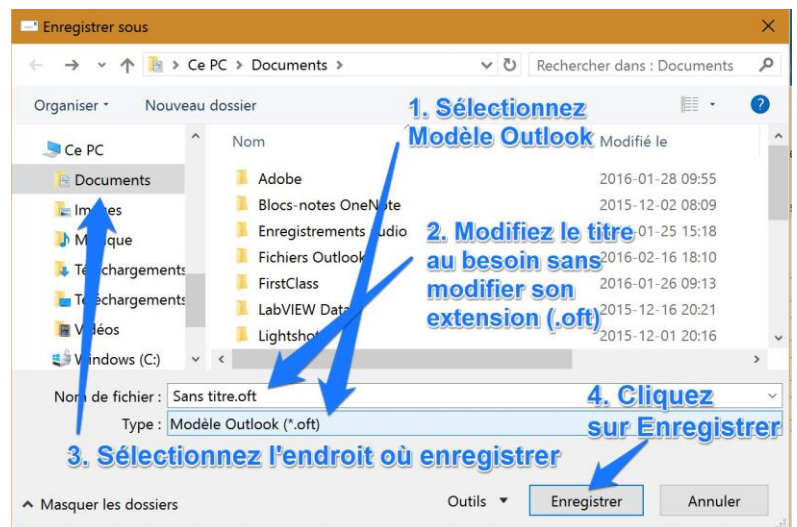 Enregistrer sous
Ce PC > Documents >
Rechercher dans : Documents
Organiser
Nouveau dossier
1. Sélectionnez
Modèle Outlook
Nom
Modifié le
Ce PC
Documents
Images
Musique
Téléchargements
Téléchargements
Vidéos
Windows (C:)
Adobe
2016-01-28 09:55
Blocs-notes OneNote
2015-12-02 08:09
Enregistrements audio
-01-25 15:18
Fichiers Outlook
2016-02-16 18:10
FirstClass
2016-01-26 09:13
LabVIEW Data
2015-12-16 20:21
Lightshot
2015-12-01 20:16
2. Modifiez le titre
au besoin sans
modifier son
extension (.oft)
Nom de fichier : Sans titre.oft
Type : Modèle Outlook (*.oft)
3. Sélectionnez l'endroit où enregistrer
4. Cliquez
sur Enregistrer
Masquer les dossiers
Outils
Enregistrer
Annuler